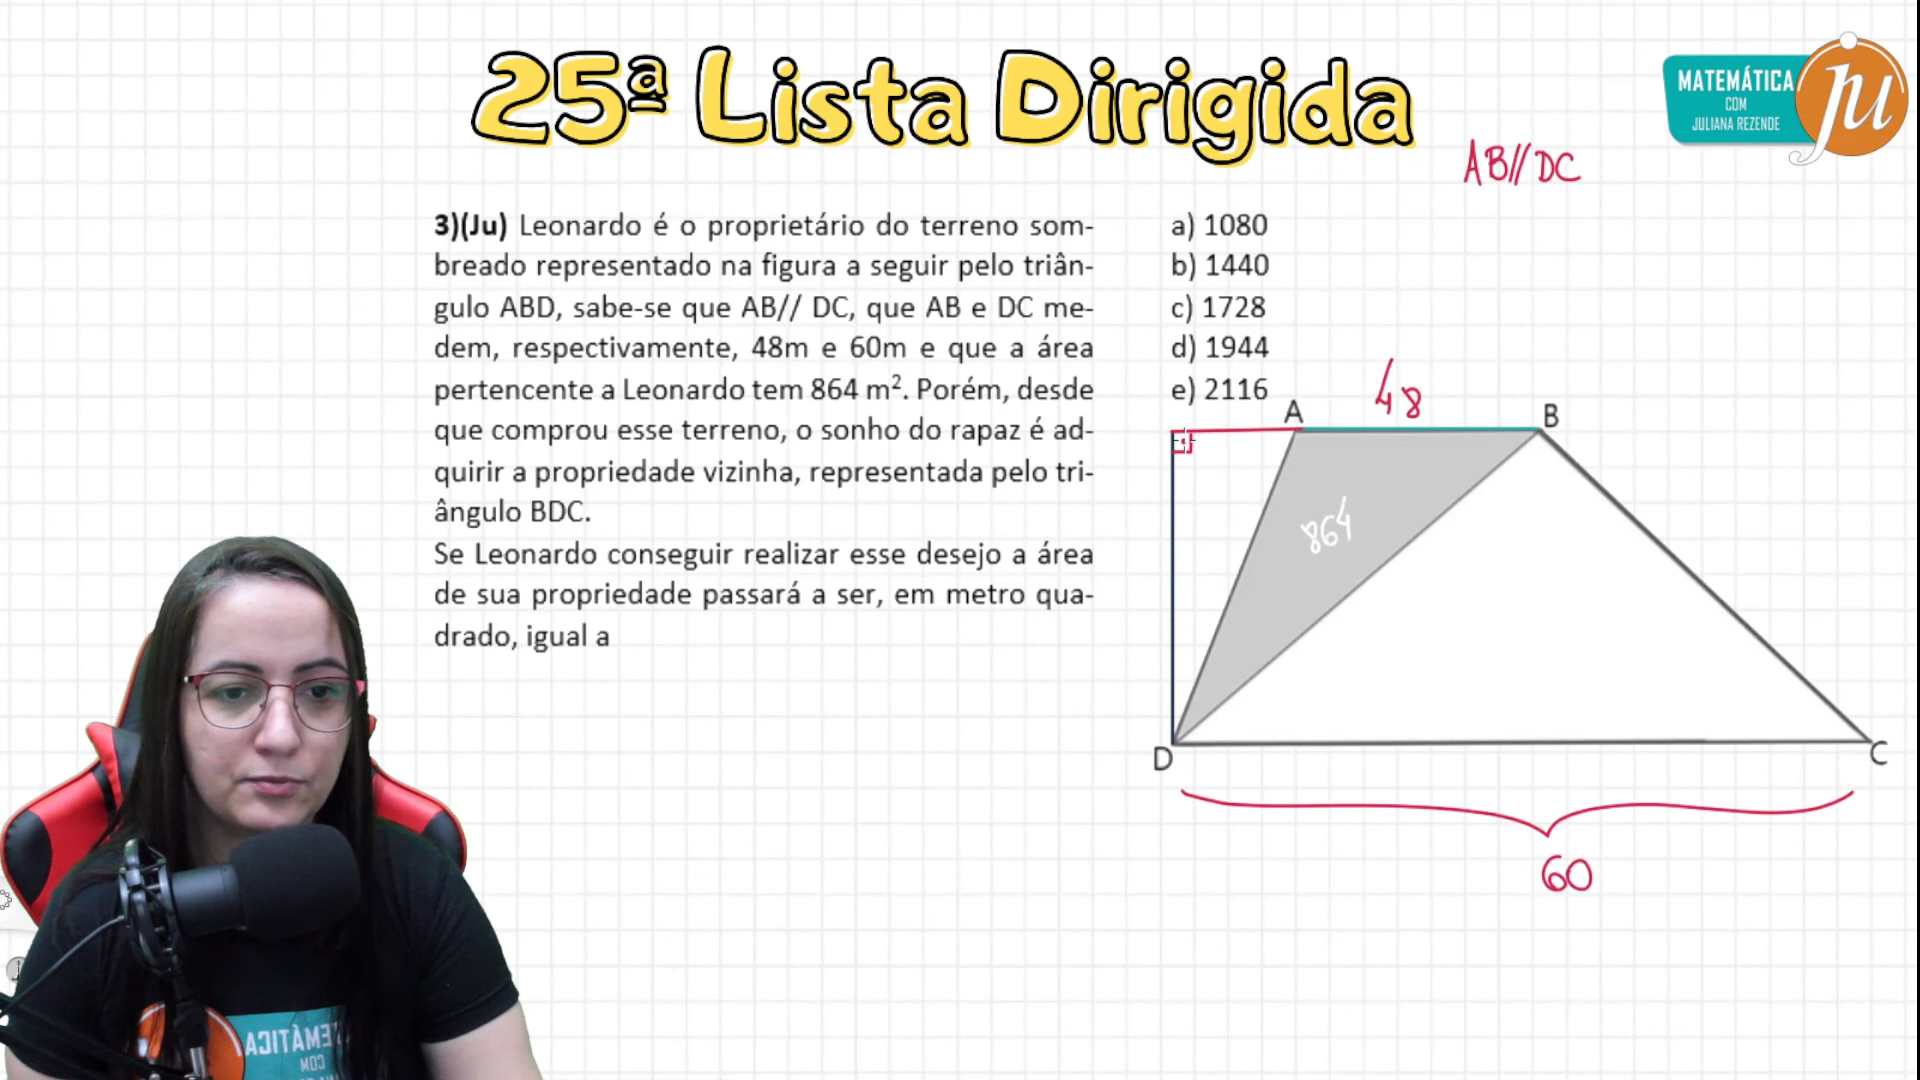 25ª Lista Dirigida
MATEMÁTICA
COM
JULIANA REZENDE
ju
AB//DC
3)(Ju) Leonardo é o proprietário do terreno som-
breado representado na figura a seguir pelo triân-
gulo ABD, sabe-se que AB// DC, que AB e DC me-
dem, respectivamente, 48m e 60m e que a área
pertencente a Leonardo tem 864 m². Porém, desde
que comprou esse terreno, o sonho do rapaz é ad-
quirir a propriedade vizinha, representada pelo tri-
ângulo BDC.
Se Leonardo conseguir realizar esse desejo a área
de sua propriedade passará a ser, em metro qua-
drado, igual a
a) 1080
b) 1440
c) 1728
d) 1944
e) 2116
48
A
B
864
D
C
60
TEMÁTICA
COM